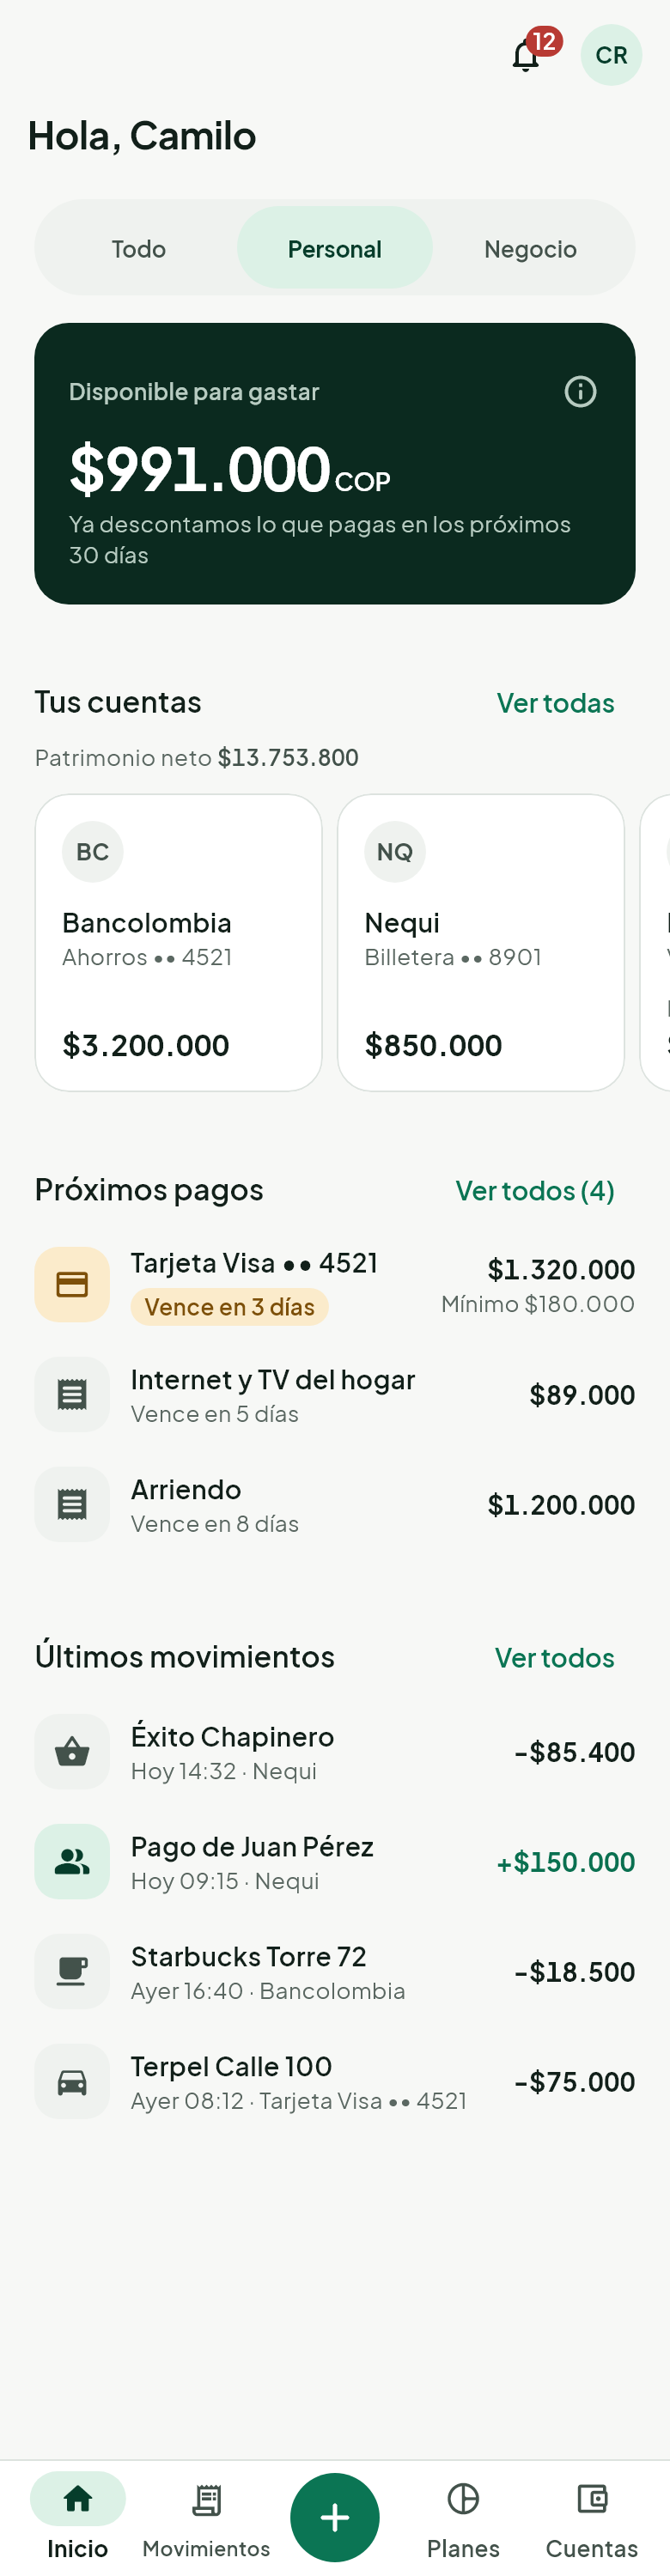 12
CR
Hola, Camilo
Todo
Personal
Negocio
Disponible para gastar
$991.000 COP
Ya descontamos lo que pagas en los próximos
30 días
Tus cuentas
Ver todas
Patrimonio neto $13.753.800
BC
Bancolombia
Ahorros •• 4521
$3.200.000
NQ
Nequi
Billetera •• 8901
$850.000
Próximos pagos
Ver todos (4)
Tarjeta Visa •• 4521
Vence en 3 días
$1.320.000
Mínimo $180.000
Internet y TV del hogar
Vence en 5 días
$89.000
Arriendo
Vence en 8 días
$1.200.000
Últimos movimientos
Ver todos
Éxito Chapinero
Hoy 14:32 · Nequi
-$85.400
Pago de Juan Pérez
Hoy 09:15 · Nequi
+$150.000
Starbucks Torre 72
Ayer 16:40 · Bancolombia
-$18.500
Terpel Calle 100
Ayer 08:12 · Tarjeta Visa •• 4521
-$75.000
Inicio
Movimientos
Planes
Cuentas